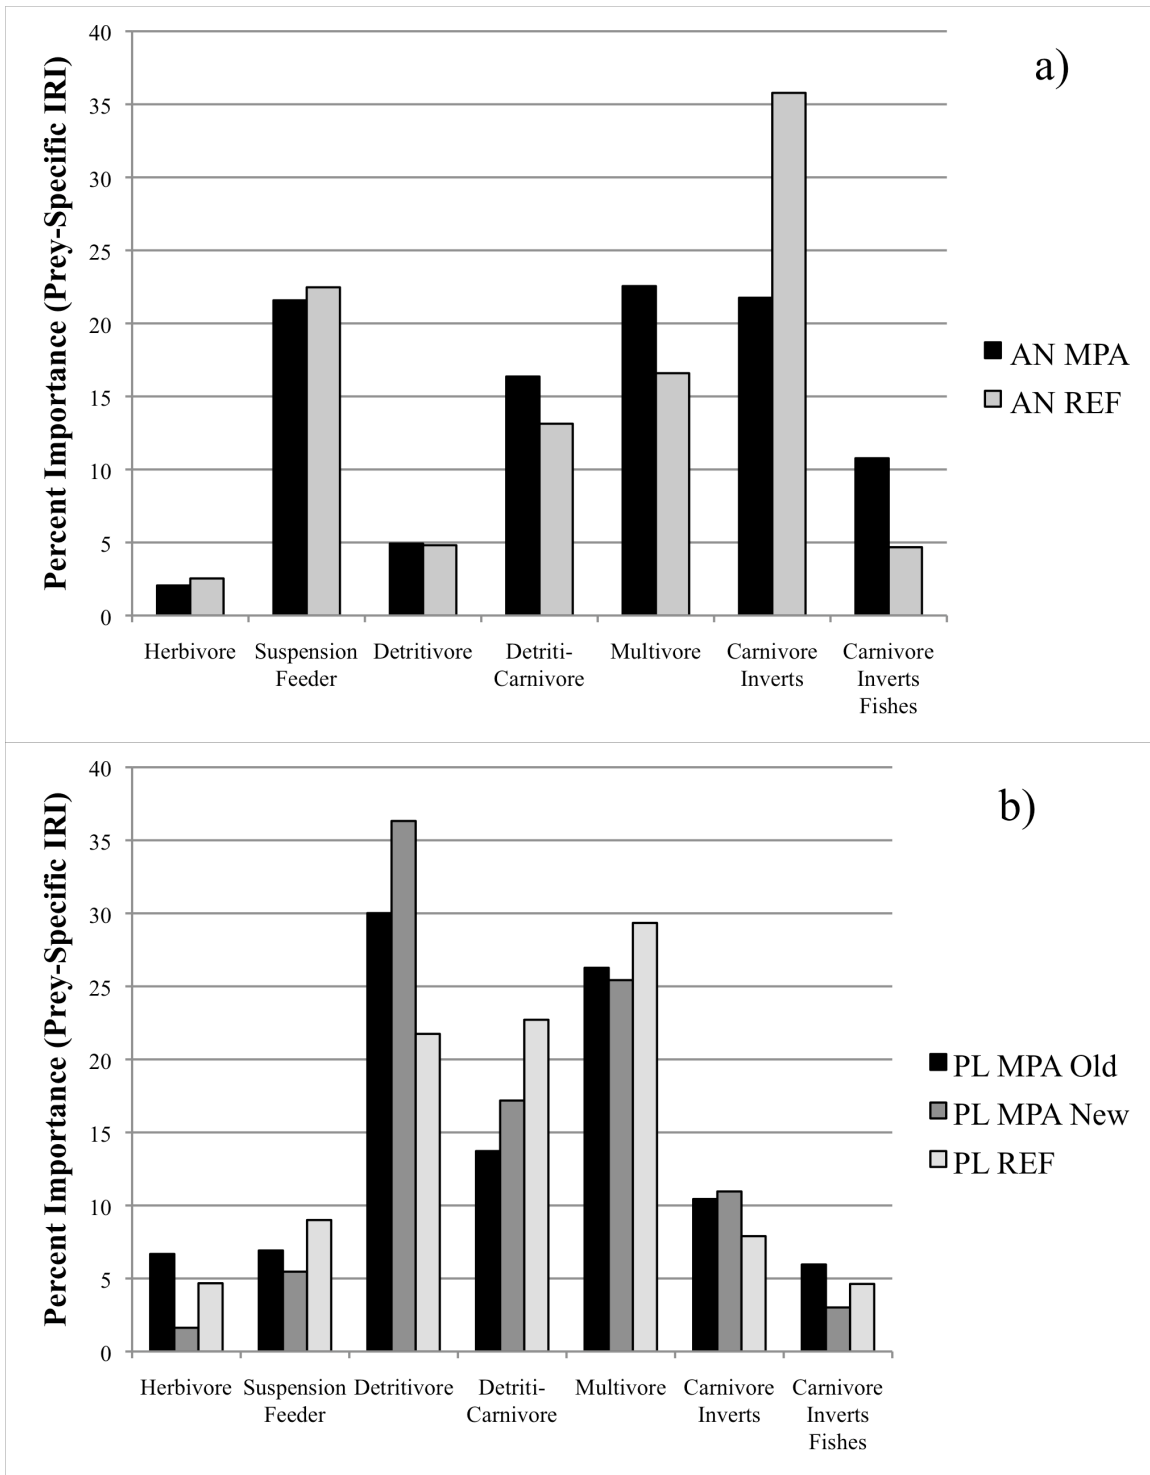 a)
Percent Importance (Prey-Specific IRI)
40
35
30
25
20
15
10
5
0
Herbivore
Suspension
Feeder
Detritivore
Detriti-
Carnivore
Multivore
Carnivore
Inverts
Carnivore
Inverts
Fishes
AN MPA
AN REF
b)
Percent Importance (Prey-Specific IRI)
40
35
30
25
20
15
10
5
0
Herbivore
Suspension
Feeder
Detritivore
Detriti-
Carnivore
Multivore
Carnivore
Inverts
Carnivore
Inverts
Fishes
PL MPA Old
PL MPA New
PL REF